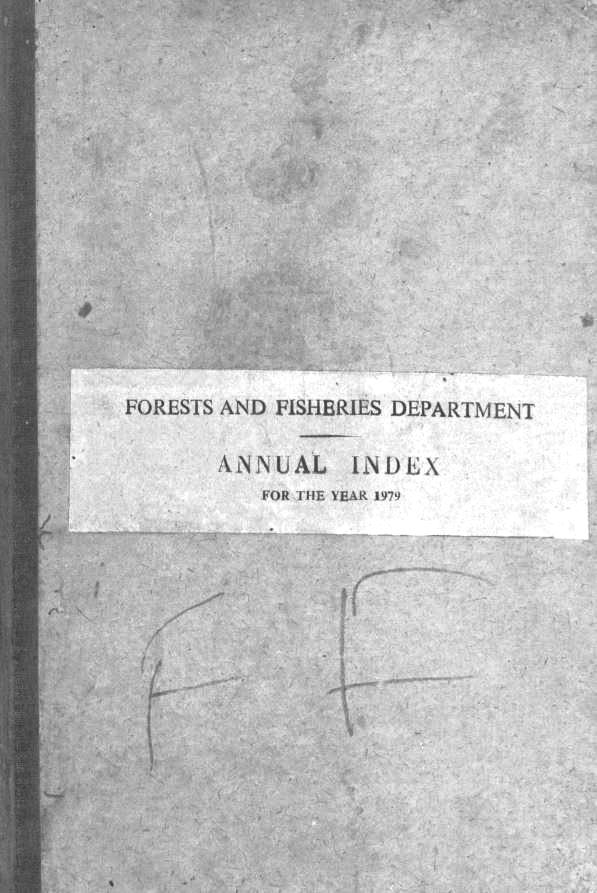 FORESTS AND FISHERIES DEPARTMENT
ANNUAL INDEX
FOR THE YEAR 1979
F F